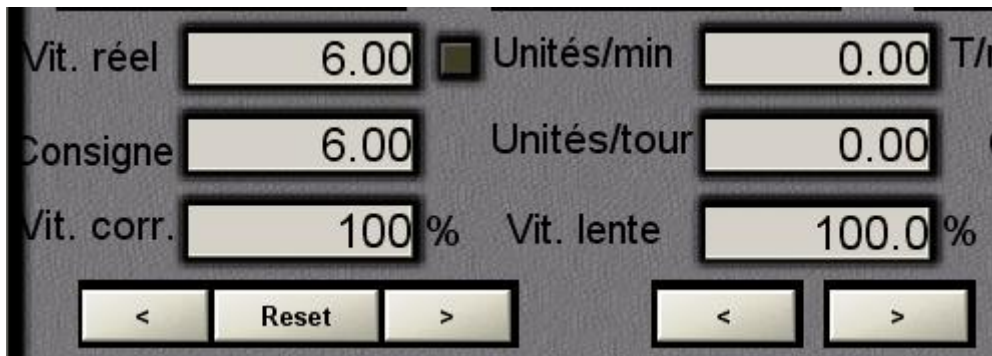 Vit. réel 6.00 Unités/min 0.00 T/
Consigne 6.00 Unités/tour 0.00
Vit. corr. 100 % Vit. lente 100.0 %
< Reset > < >